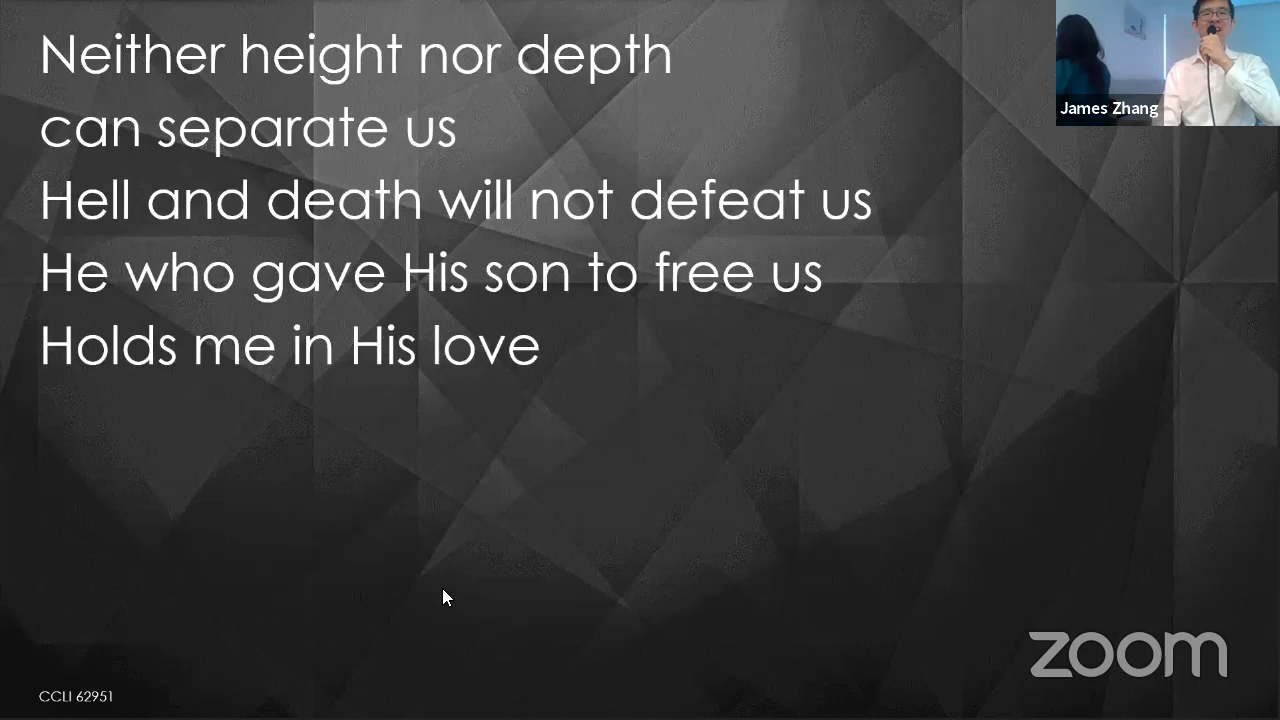 Neither height nor depth
can separate us
Hell and death will not defeat us
He who gave His son to free us
Holds me in His love
James Zhang
zoom
CCLI 62951